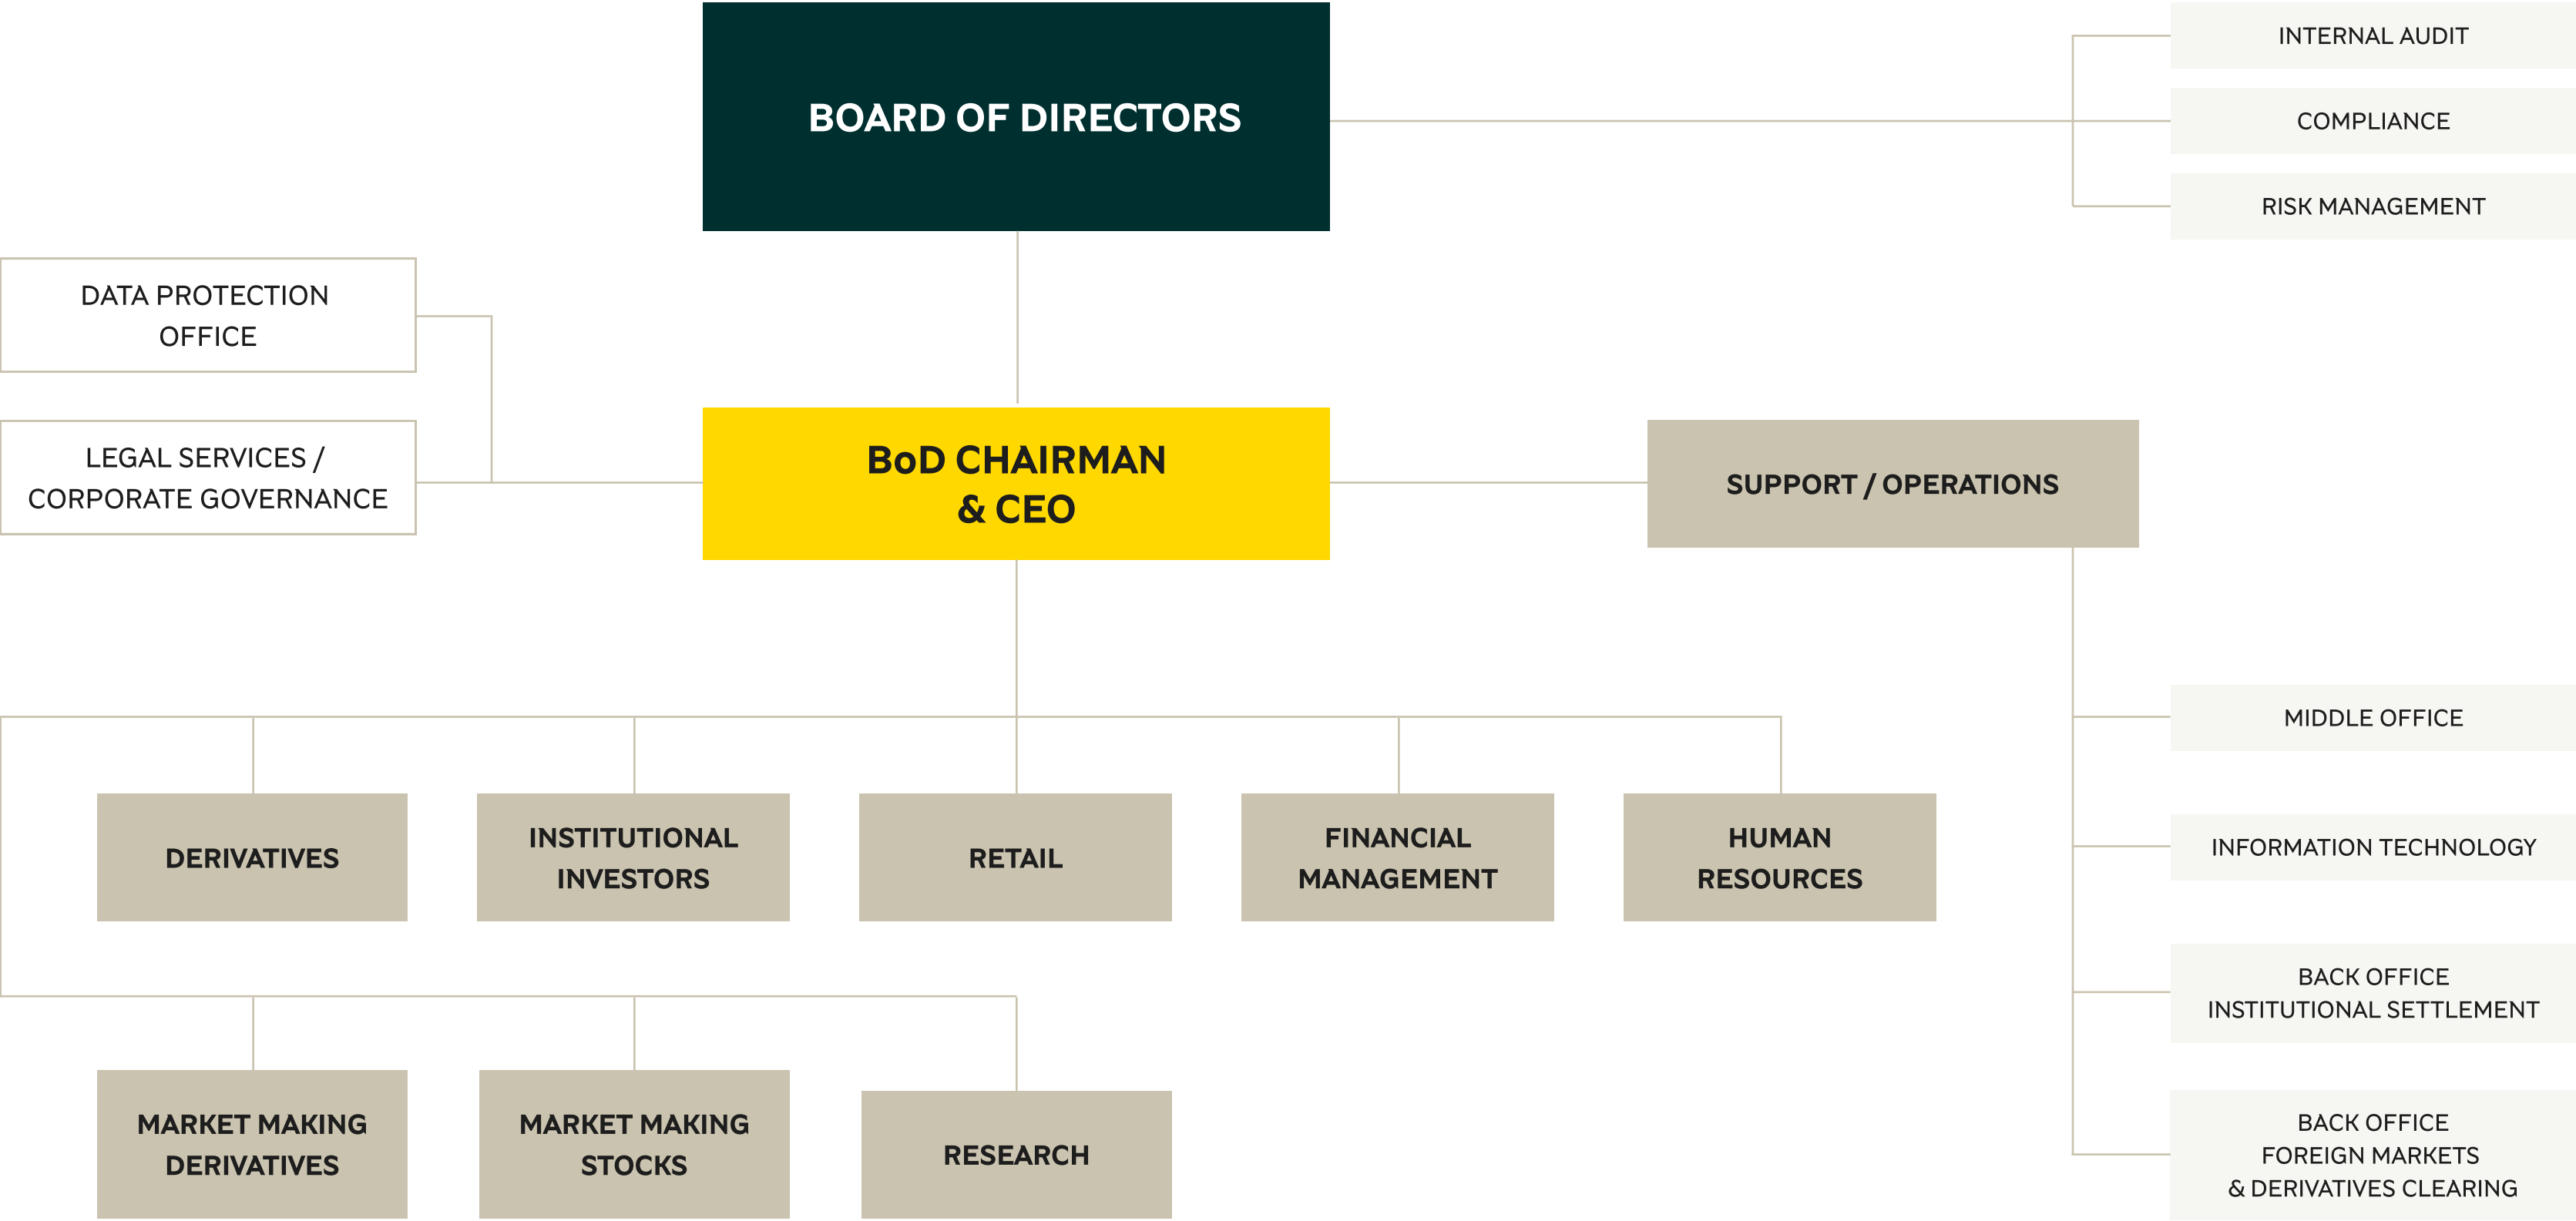 BOARD OF DIRECTORS
INTERNAL AUDIT
COMPLIANCE
RISK MANAGEMENT
DATA PROTECTION
OFFICE
LEGAL SERVICES /
CORPORATE GOVERNANCE
BoD CHAIRMAN
& CEO
SUPPORT / OPERATIONS
MIDDLE OFFICE
INFORMATION TECHNOLOGY
BACK OFFICE
INSTITUTIONAL SETTLEMENT
BACK OFFICE
FOREIGN MARKETS
& DERIVATIVES CLEARING
DERIVATIVES
INSTITUTIONAL
INVESTORS
RETAIL
FINANCIAL
MANAGEMENT
HUMAN
RESOURCES
MARKET MAKING
DERIVATIVES
MARKET MAKING
STOCKS
RESEARCH